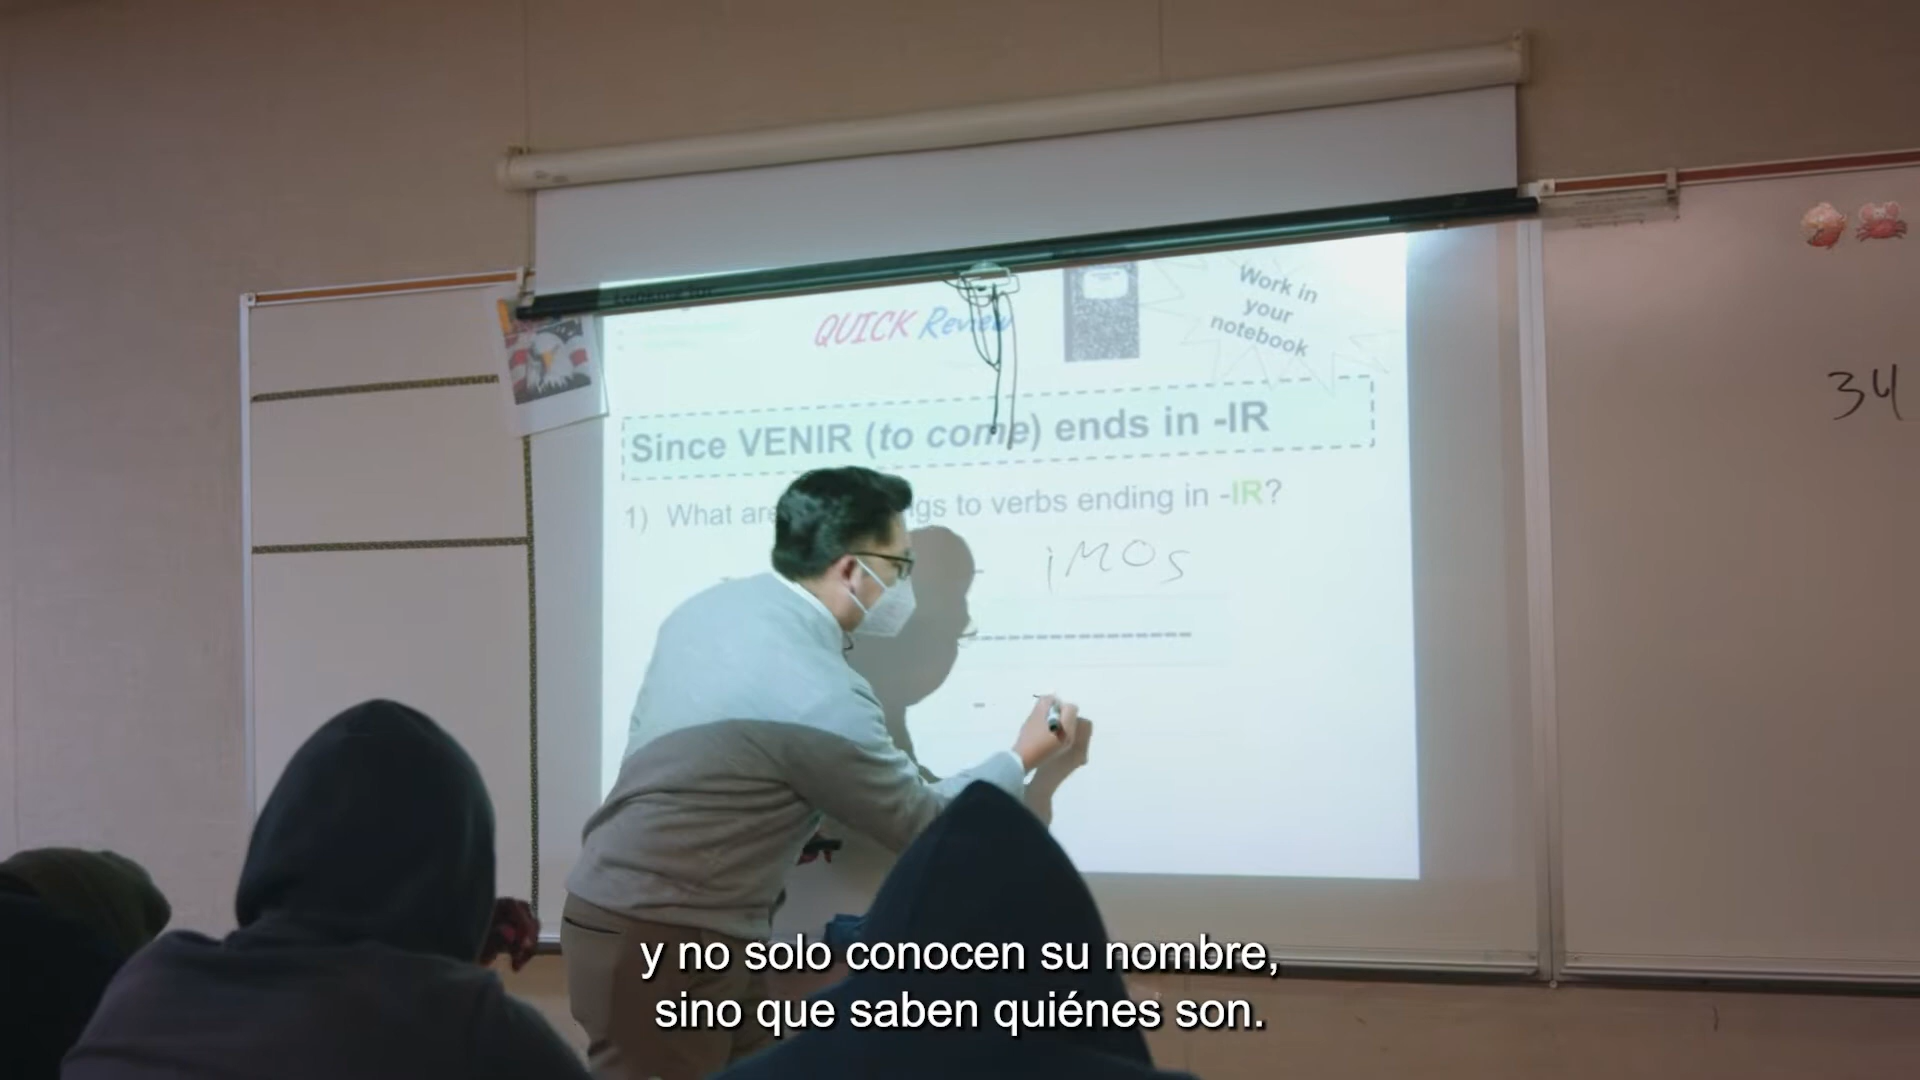 QUICK Review
Work in
your
notebook
Since VENIR (to come) ends in -IR
1) What are gs to verbs ending in -IR?
- iMOs
-
34
y no solo conocen su nombre,
sino que saben quiénes son.